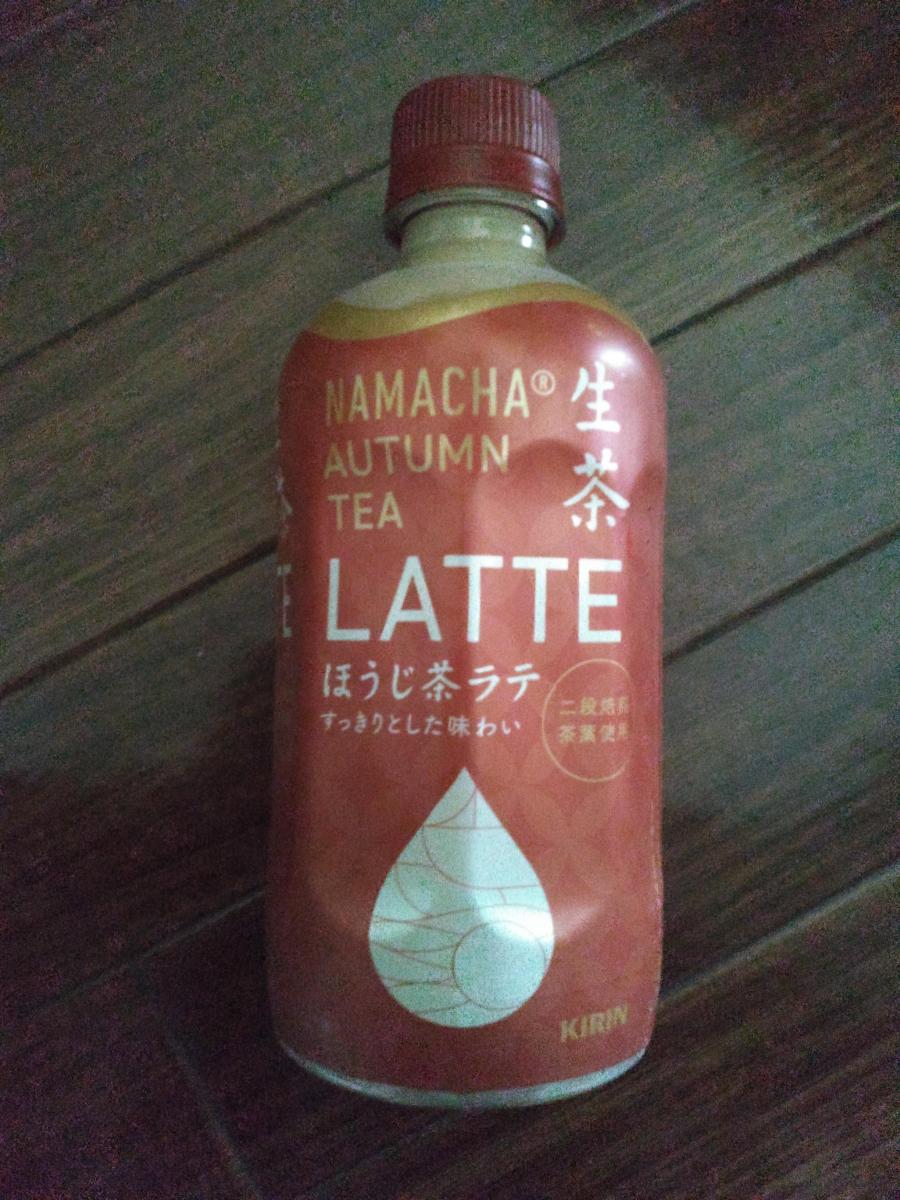 NAMACHA®
AUTUMN
TEA
生茶
LATTE
ほうじ茶ラテ
すっきりとした味わい
二段焙煎
茶葉使用
KIRIN